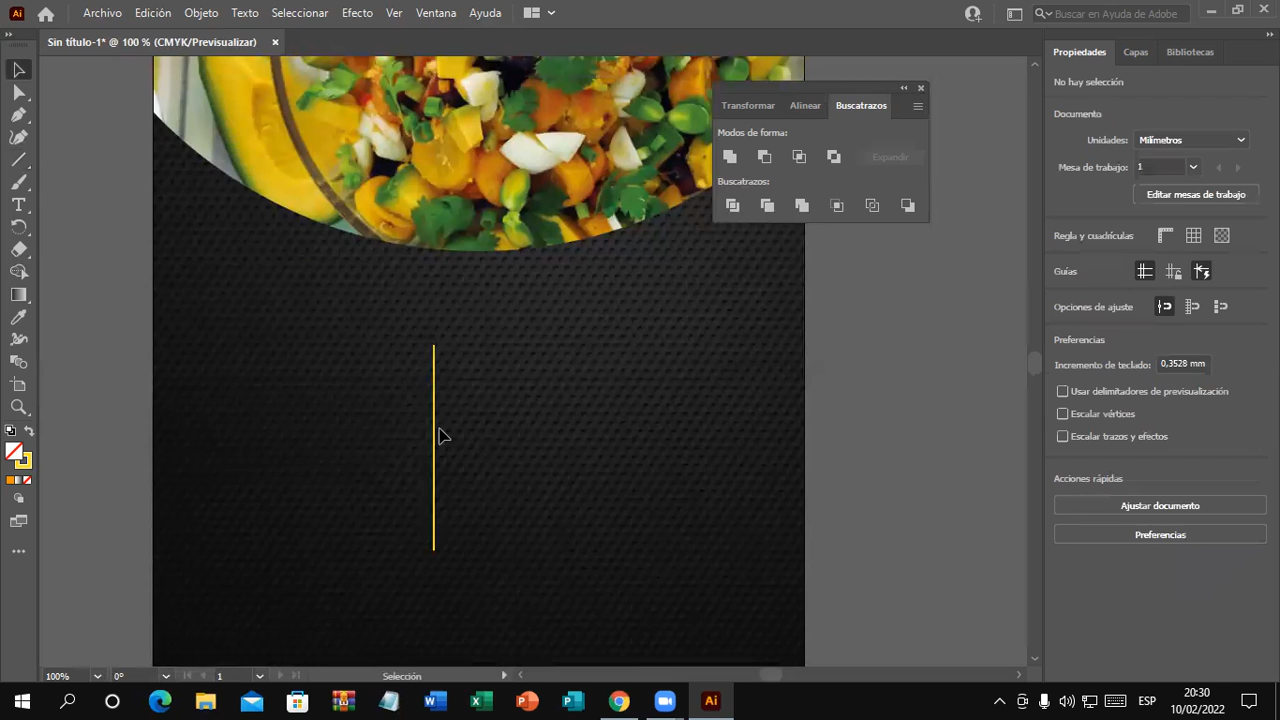 Ai
Archivo Edición Objeto Texto Seleccionar Efecto Ver Ventana Ayuda
Buscar en Ayuda de Adobe
Sin título-1* @ 100 % (CMYK/Previsualizar)
Propiedades Capas Bibliotecas
No hay selección
Documento
Unidades: Milímetros
Mesa de trabajo: 1
Editar mesas de trabajo
Regla y cuadrículas
Guías
Opciones de ajuste
Preferencias
Incremento de teclado: 0,3528 mm
Usar delimitadores de previsualización
Escalar vértices
Escalar trazos y efectos
Acciones rápidas
Ajustar documento
Preferencias
Transformar Alinear Buscatrazos
Modos de forma:
Expandir
Buscatrazos:
T
100% 0° 1 Selección
W X P P Ai
ESP
20:30
10/02/2022